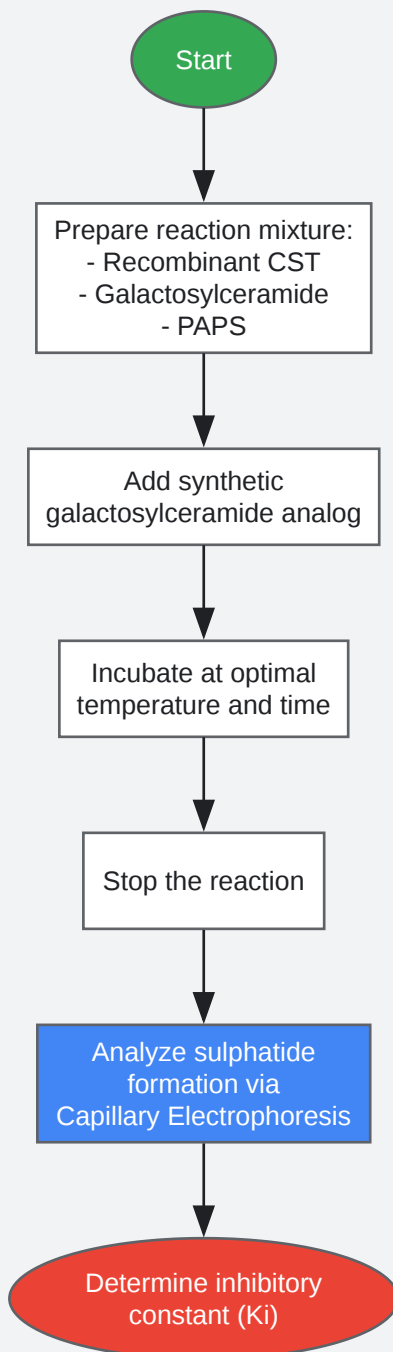 Start
Prepare reaction mixture:
- Recombinant CST
- Galactosylceramide
- PAPS
Add synthetic
galactosylceramide analog
Incubate at optimal
temperature and time
Stop the reaction
Analyze sulphatide
formation via
Capillary Electrophoresis
Determine inhibitory
constant (Ki)